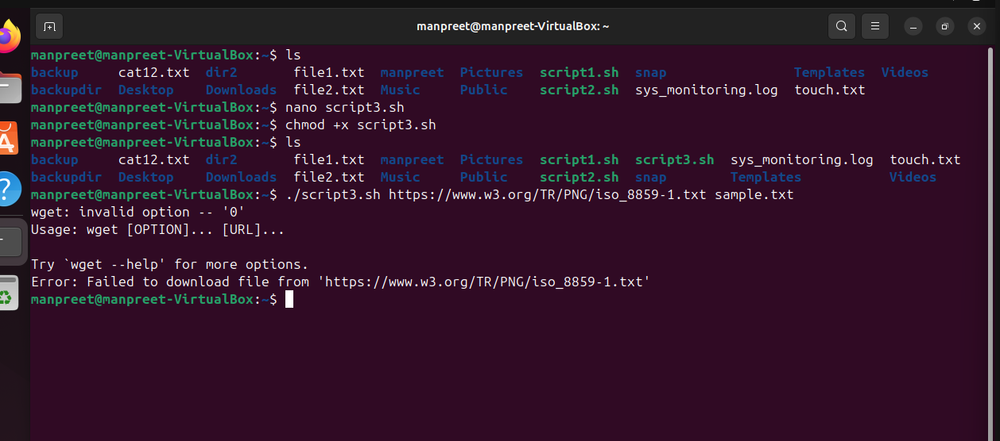 manpreet@manpreet-VirtualBox: ~
manpreet@manpreet-VirtualBox:~$ ls
backup cat12.txt dir2 file1.txt manpreet Pictures script1.sh snap Templates Videos
backupdir Desktop Downloads file2.txt Music Public script2.sh sys_monitoring.log touch.txt
manpreet@manpreet-VirtualBox:~$ nano script3.sh
manpreet@manpreet-VirtualBox:~$ chmod +x script3.sh
manpreet@manpreet-VirtualBox:~$ ls
backup cat12.txt dir2 file1.txt manpreet Pictures script1.sh script3.sh sys_monitoring.log touch.txt
backupdir Desktop Downloads file2.txt Music Public script2.sh snap Templates Videos
manpreet@manpreet-VirtualBox:~$ ./script3.sh https://www.w3.org/TR/PNG/iso_8859-1.txt sample.txt
wget: invalid option -- '0'
Usage: wget [OPTION]... [URL]...
Try `wget --help' for more options.
Error: Failed to download file from 'https://www.w3.org/TR/PNG/iso_8859-1.txt'
manpreet@manpreet-VirtualBox:~$